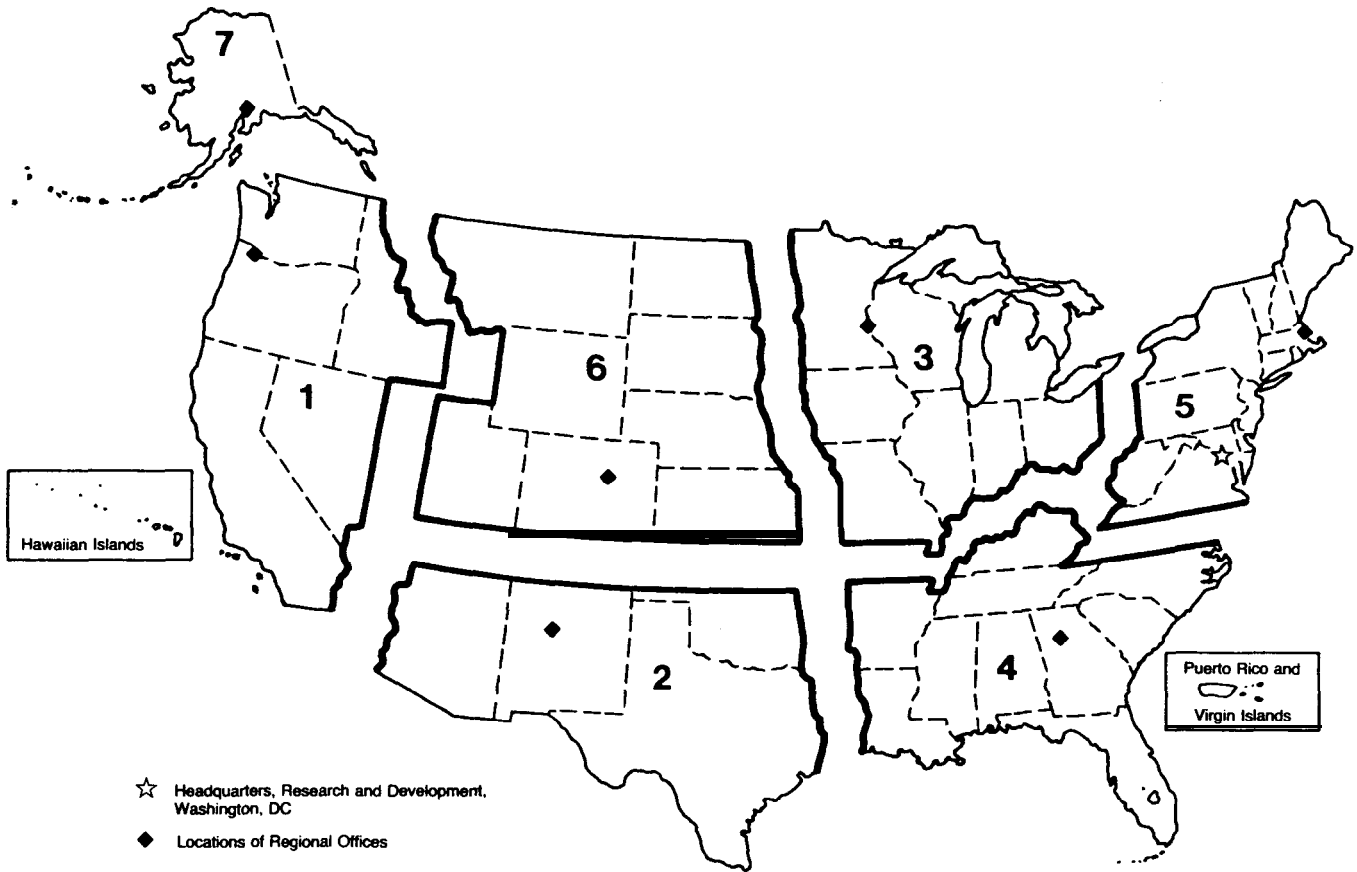 7
6
3
1
5
Hawaiian Islands
4
2
Puerto Rico and
Virgin Islands
Headquarters, Research and Development,
Washington, DC
Locations of Regional Offices